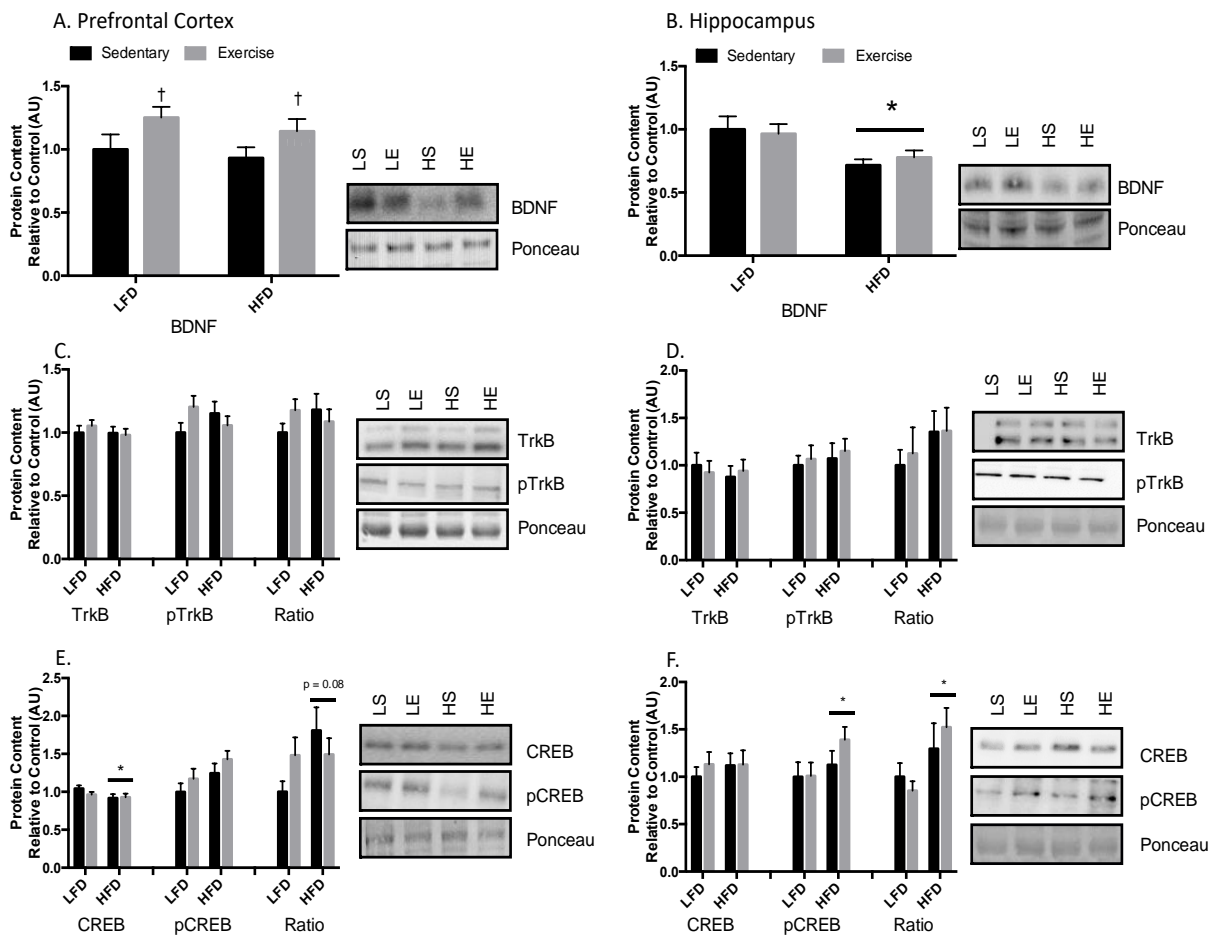 A. Prefrontal Cortex
Sedentary Exercise
Protein Content
Relative to Control (AU)
1.5
1.0
0.5
0.0
† †
LFD HFD
BDNF
LS LE HS HE
BDNF
Ponceau
B. Hippocampus
Sedentary Exercise
Protein Content
Relative to Control (AU)
1.5
1.0
0.5
0.0
*
LFD HFD
BDNF
LS LE HS HE
BDNF
Ponceau
C.
Protein Content
Relative to Control (AU)
1.5
1.0
0.5
0.0
LFD HFD LFD HFD LFD HFD
TrkB pTrkB Ratio
LS LE HS HE
TrkB
pTrkB
Ponceau
D.
Protein Content
Relative to Control (AU)
2.0
1.5
1.0
0.5
0.0
LFD HFD LFD HFD LFD HFD
TrkB pTrkB Ratio
LS LE HS HE
TrkB
pTrkB
Ponceau
E.
Protein Content
Relative to Control (AU)
2.5
2.0
1.5
1.0
0.5
0.0
* p = 0.08
LFD HFD LFD HFD LFD HFD
CREB pCREB Ratio
LS LE HS HE
CREB
pCREB
Ponceau
F.
Protein Content
Relative to Control (AU)
2.0
1.5
1.0
0.5
0.0
* *
LFD HFD LFD HFD LFD HFD
CREB pCREB Ratio
LS LE HS HE
CREB
pCREB
Ponceau